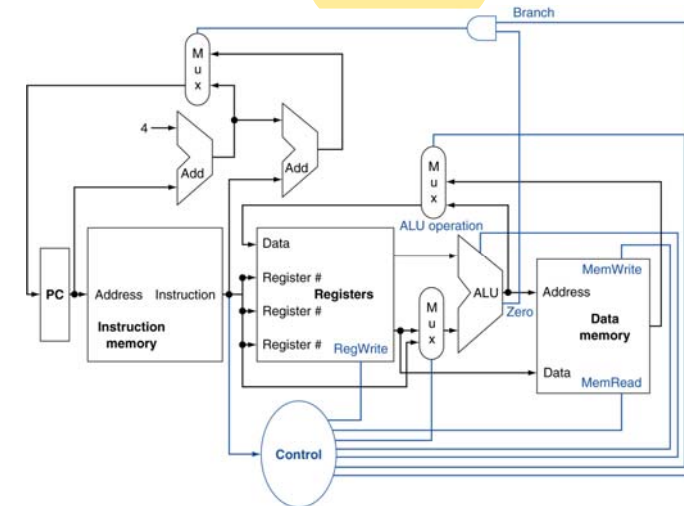 Branch
M
u
x
4
Add
Add
M
u
x
ALU operation
Data
PC
Address
Instruction
Register #
Registers
Register #
Register #
RegWrite
Instruction
memory
M
u
x
ALU
Zero
MemWrite
Address
Data
memory
Data
MemRead
Control